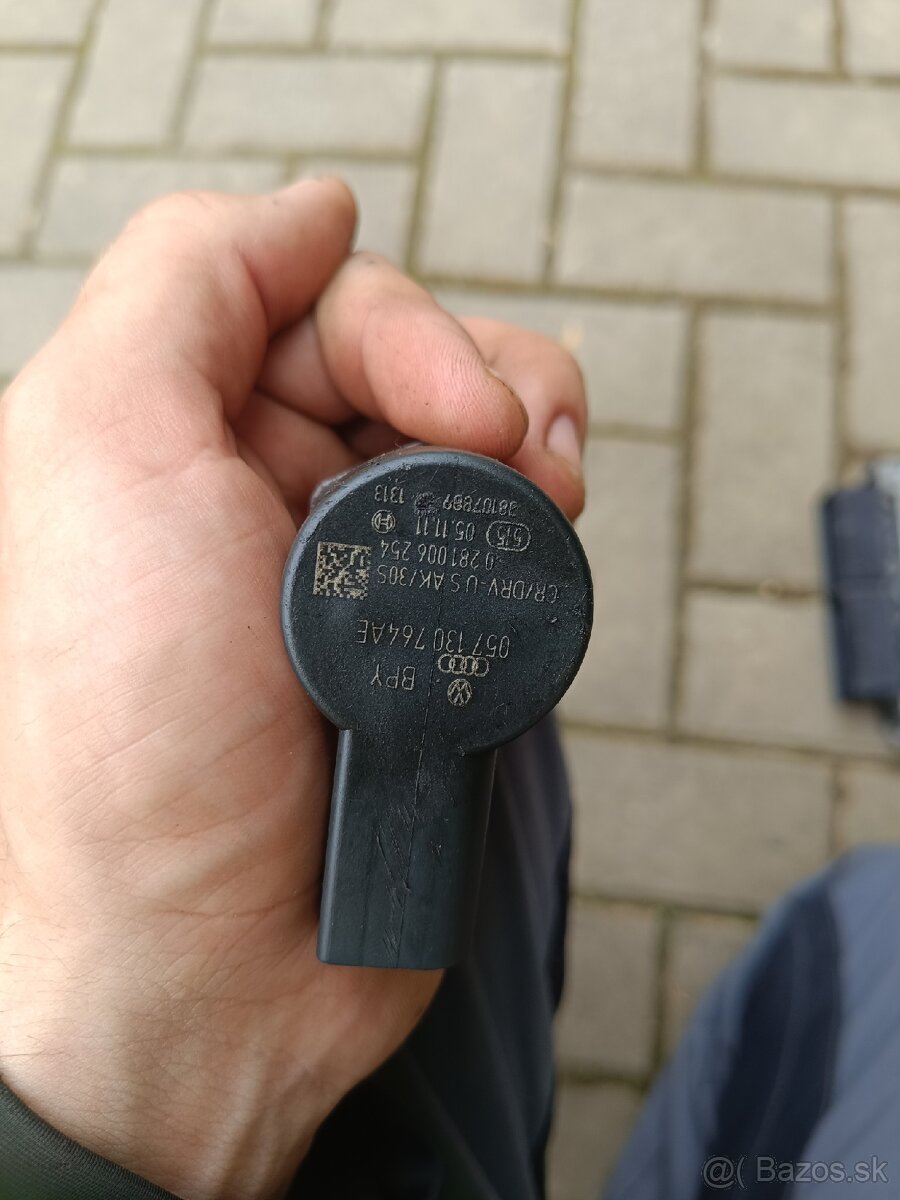 BPY
057 130 764AE
CR/DRV-U S AK/30S
0 281 006 254
05.11.11
38107889 1313
@( Bazos.sk